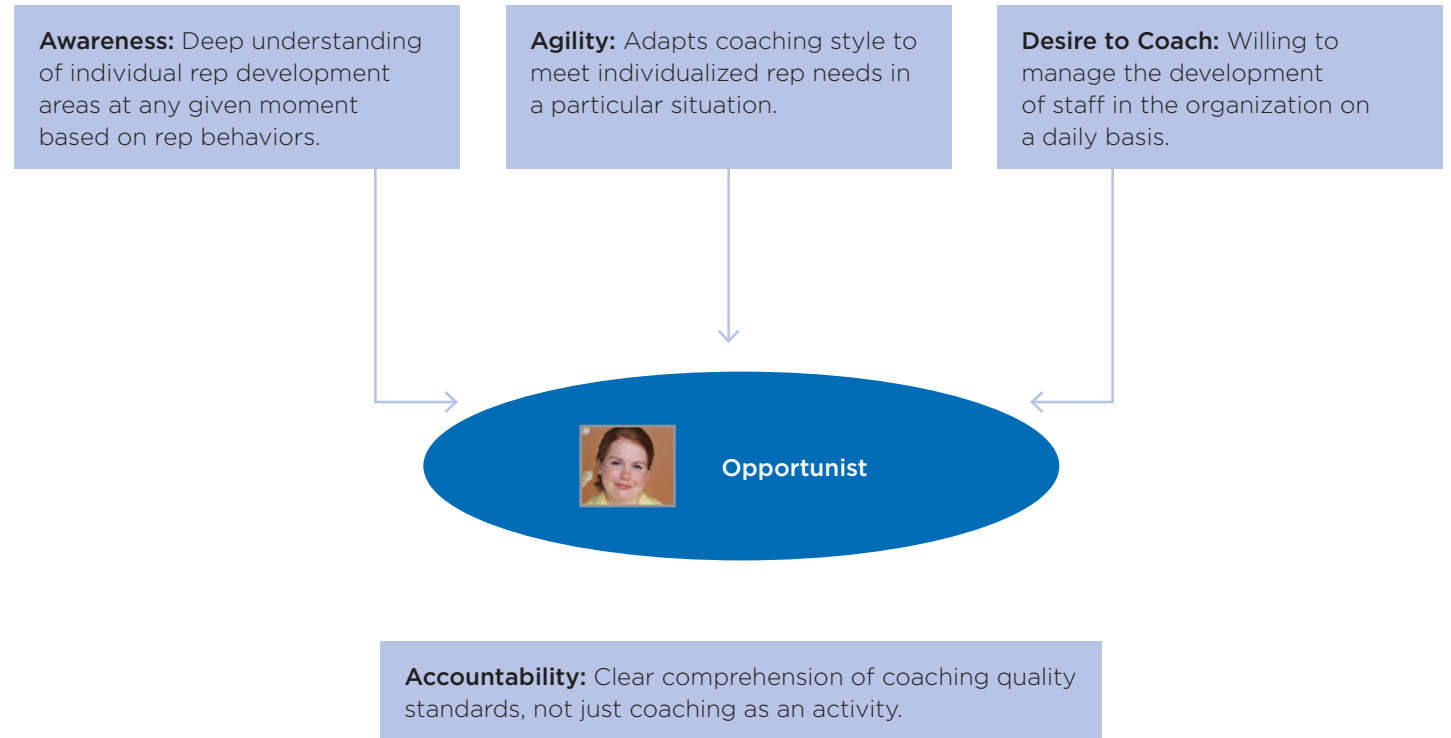 Awareness: Deep understanding
of individual rep development
areas at any given moment
based on rep behaviors.
Agility: Adapts coaching style to
meet individualized rep needs in
a particular situation.
Desire to Coach: Willing to
manage the development
of staff in the organization on
a daily basis.
Opportunist
Accountability: Clear comprehension of coaching quality
standards, not just coaching as an activity.